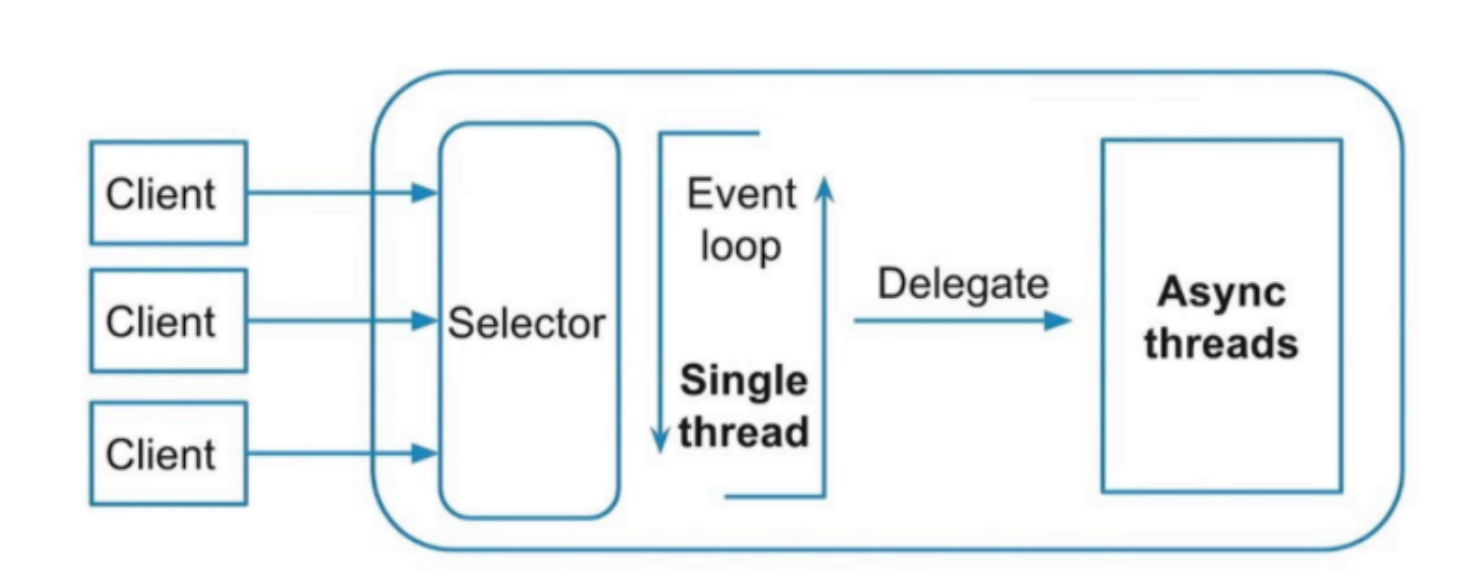 Client
Client
Client
Selector
Event
loop
Single
thread
Delegate
Async
threads